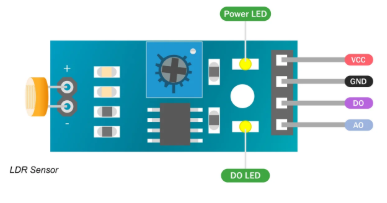 Power LED
VCC
GND
+
DO
-
AO
LDR Sensor
DO LED